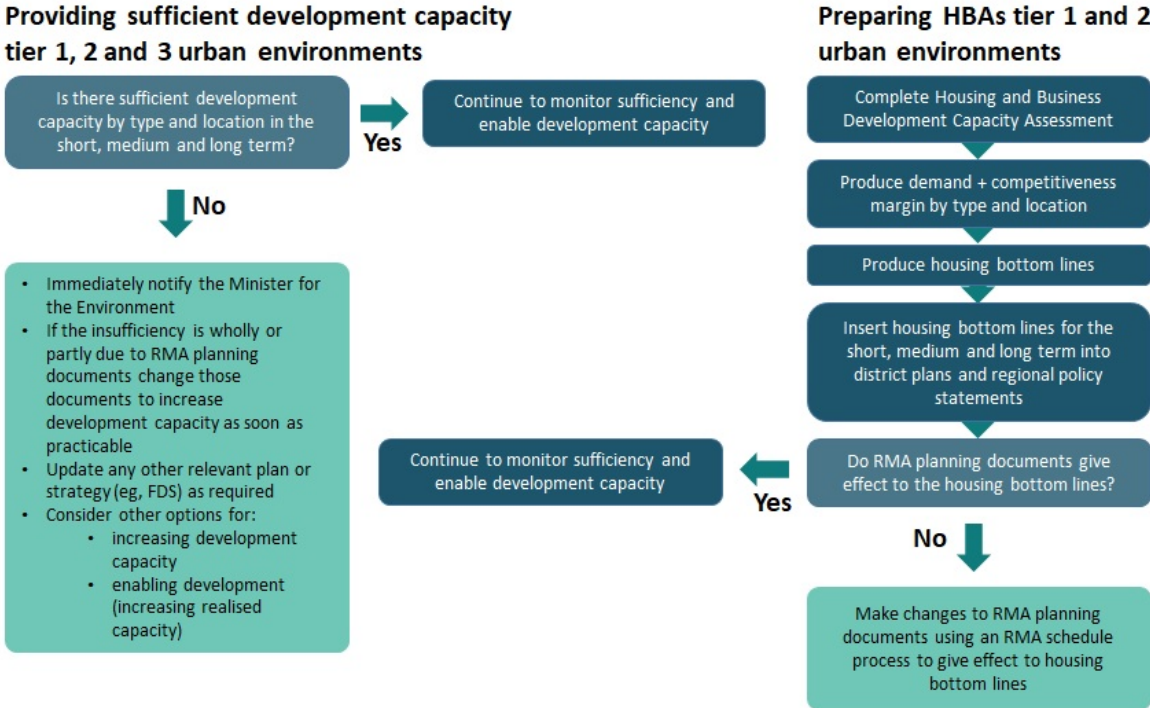 Providing sufficient development capacity
tier 1, 2 and 3 urban environments
Is there sufficient development
capacity by type and location in the
short, medium and long term?
Yes
Continue to monitor sufficiency and
enable development capacity
No
• Immediately notify the Minister for
the Environment
• If the insufficiency is wholly or
partly due to RMA planning
documents change those
documents to increase
development capacity as soon as
practicable
• Update any other relevant plan or
strategy (eg, FDS) as required
• Consider other options for:
• increasing development
capacity
• enabling development
(increasing realised
capacity)
Preparing HBAs tier 1 and 2
urban environments
Complete Housing and Business
Development Capacity Assessment
Produce demand + competitiveness
margin by type and location
Produce housing bottom lines
Insert housing bottom lines for the
short, medium and long term into
district plans and regional policy
statements
Do RMA planning documents give
effect to the housing bottom lines?
Yes
Continue to monitor sufficiency and
enable development capacity
No
Make changes to RMA planning
documents using an RMA schedule
process to give effect to housing
bottom lines